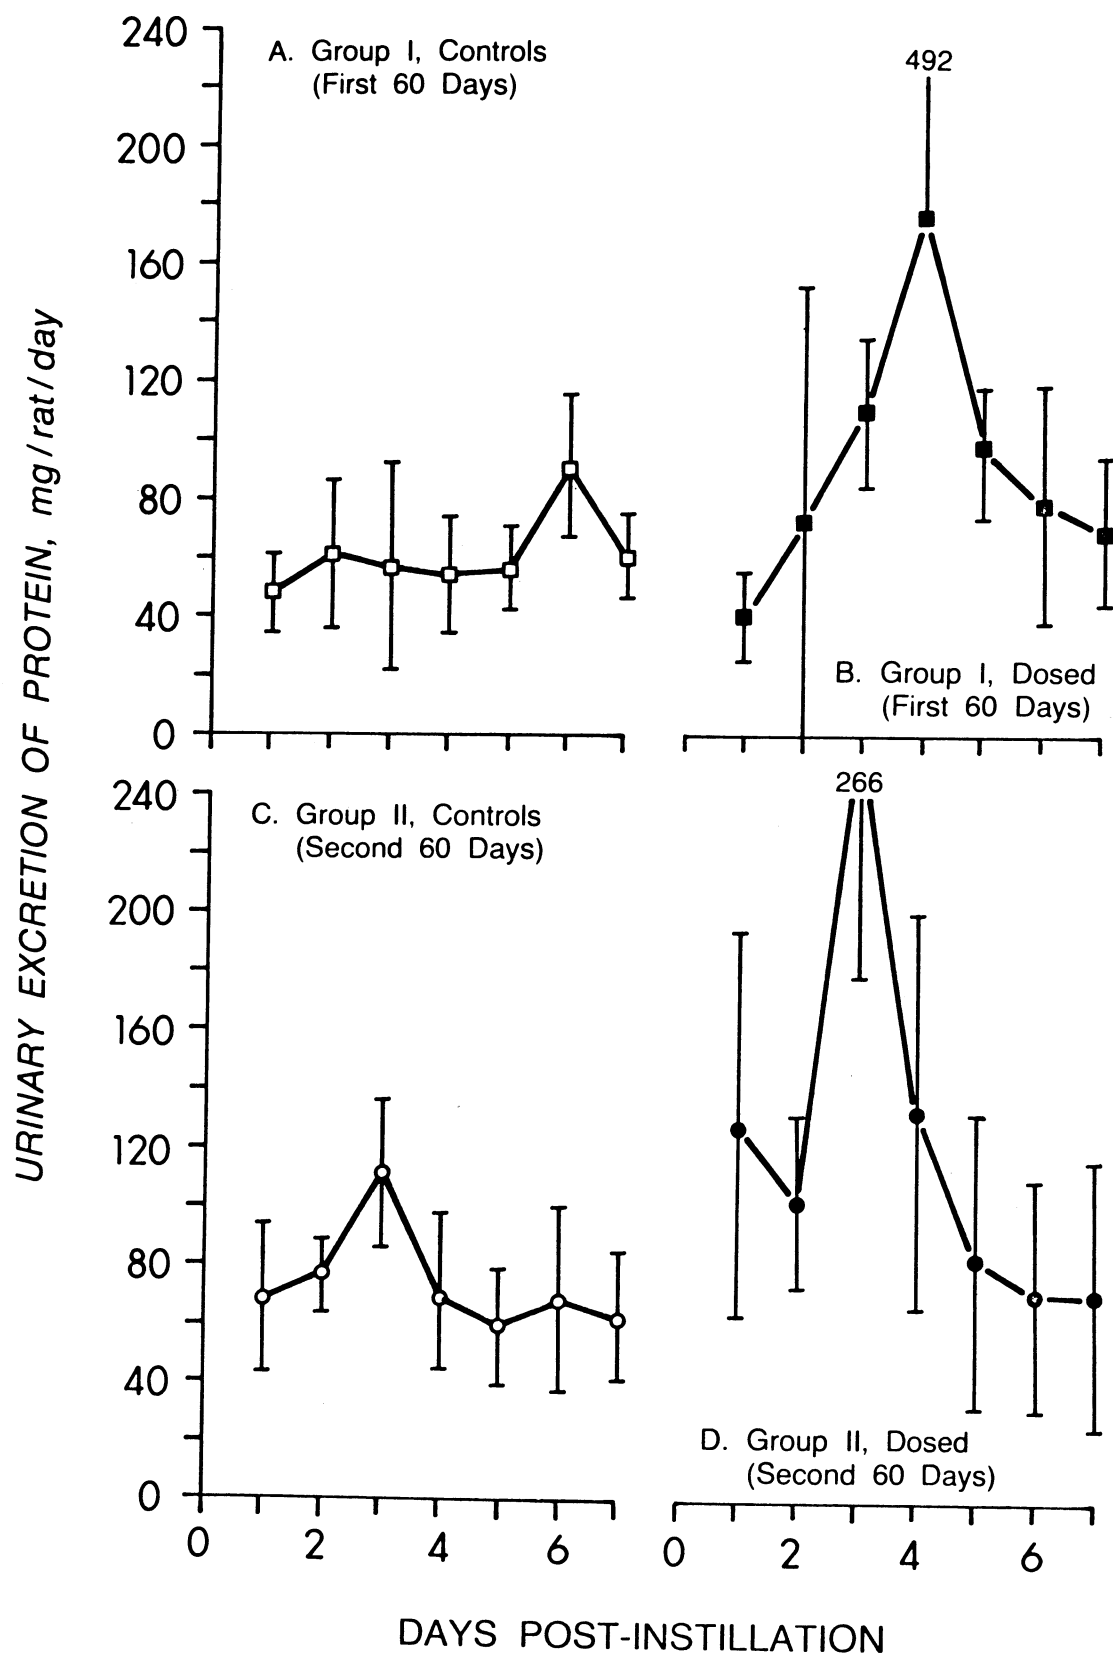 URINARY EXCRETION OF PROTEIN, mg/rat/day
240
200
160
120
80
40
0
A. Group I, Controls
(First 60 Days)
492
B. Group I, Dosed
(First 60 Days)
240
200
160
120
80
40
0
C. Group II, Controls
(Second 60 Days)
266
D. Group II, Dosed
(Second 60 Days)
0 2 4 6
0 2 4 6
DAYS POST-INSTILLATION